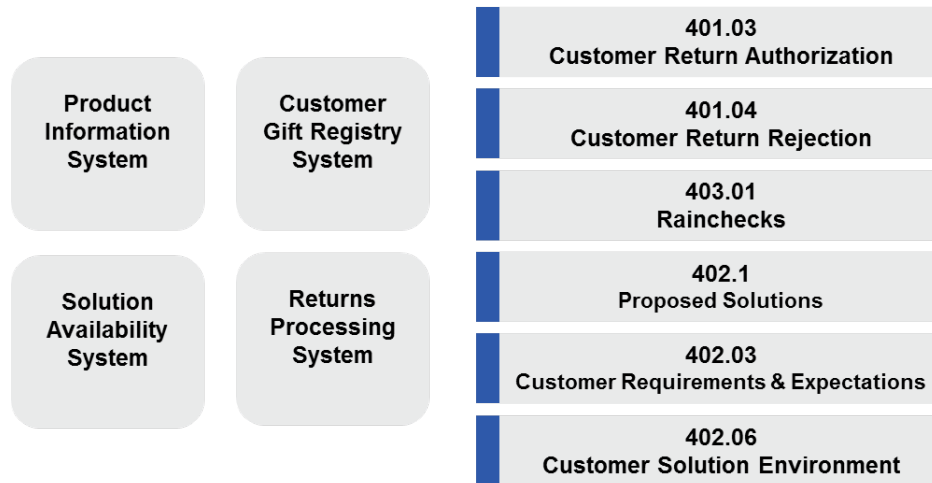 Product
Information
System
Customer
Gift Registry
System
Solution
Availability
System
Returns
Processing
System
401.03
Customer Return Authorization
401.04
Customer Return Rejection
403.01
Rainchecks
402.1
Proposed Solutions
402.03
Customer Requirements & Expectations
402.06
Customer Solution Environment